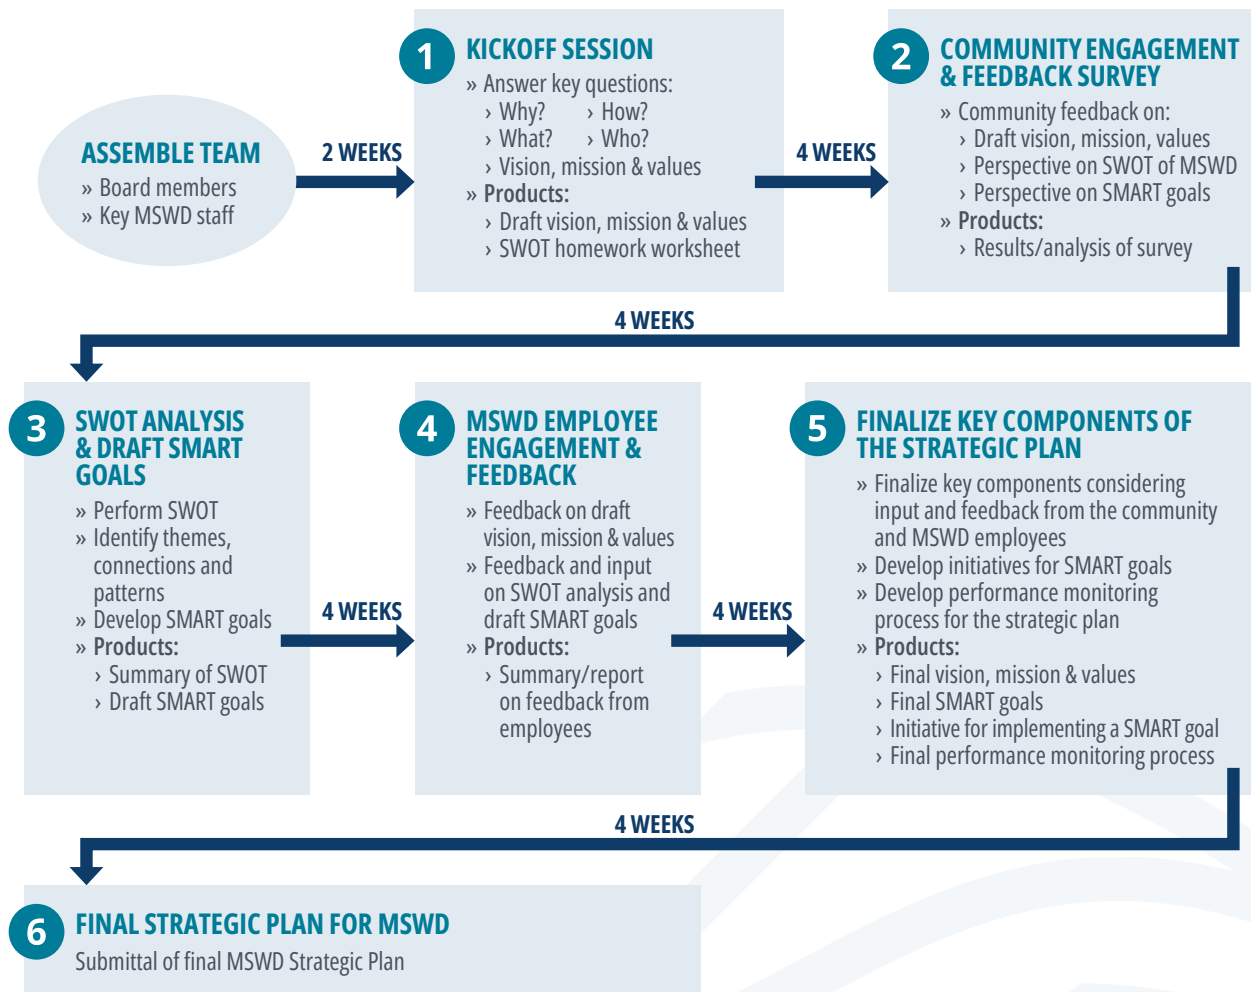 ASSEMBLE TEAM
» Board members
» Key MSWD staff
2 WEEKS
1
KICKOFF SESSION
» Answer key questions:
› Why? › How?
› What? › Who?
› Vision, mission & values
» Products:
› Draft vision, mission & values
› SWOT homework worksheet
4 WEEKS
2
COMMUNITY ENGAGEMENT
& FEEDBACK SURVEY
» Community feedback on:
› Draft vision, mission, values
› Perspective on SWOT of MSWD
› Perspective on SMART goals
» Products:
› Results/analysis of survey
4 WEEKS
3
SWOT ANALYSIS
& DRAFT SMART
GOALS
» Perform SWOT
» Identify themes,
connections and
patterns
» Develop SMART goals
» Products:
› Summary of SWOT
› Draft SMART goals
4 WEEKS
4
MSWD EMPLOYEE
ENGAGEMENT &
FEEDBACK
» Feedback on draft
vision, mission & values
» Feedback and input
on SWOT analysis and
draft SMART goals
» Products:
› Summary/report
on feedback from
employees
4 WEEKS
5
FINALIZE KEY COMPONENTS OF
THE STRATEGIC PLAN
» Finalize key components considering
input and feedback from the community
and MSWD employees
» Develop initiatives for SMART goals
» Develop performance monitoring
process for the strategic plan
» Products:
› Final vision, mission & values
› Final SMART goals
› Initiative for implementing a SMART goal
› Final performance monitoring process
4 WEEKS
6
FINAL STRATEGIC PLAN FOR MSWD
Submittal of final MSWD Strategic Plan